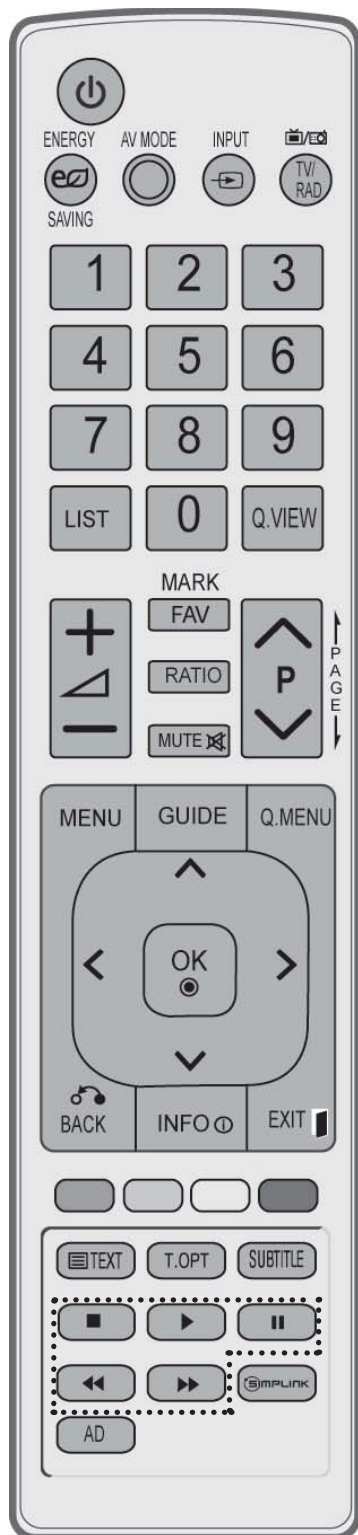 ENERGY AV MODE INPUT
TV/
RAD
SAVING
1 2 3
4 5 6
7 8 9
LIST 0 Q.VIEW
MARK
FAV
P
PAGE
RATIO
MUTE
MENU GUIDE Q.MENU
OK
BACK INFO EXIT
TEXT T.OPT SUBTITLE
SIMPLINK
AD